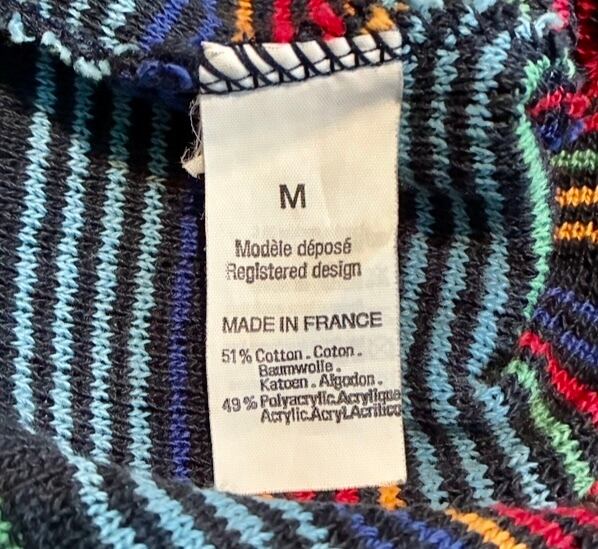 M
Modèle déposé
Registered design
MADE IN FRANCE
51% Cotton . Coton .
Baumwolle .
Katoen . Algodon .
49% Polyacrylic.Acrylique
Acrylic.Acryl.Acrilico